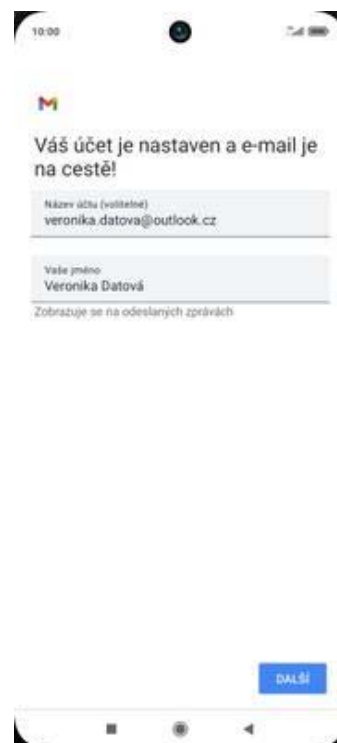 10:00
Váš účet je nastaven a e-mail je
na cestě!
Název účtu (volitelné)
veronika.datova@outlook.cz
Vaše jméno
Veronika Datová
Zobrazuje se na odeslaných zprávách
DALŠÍ